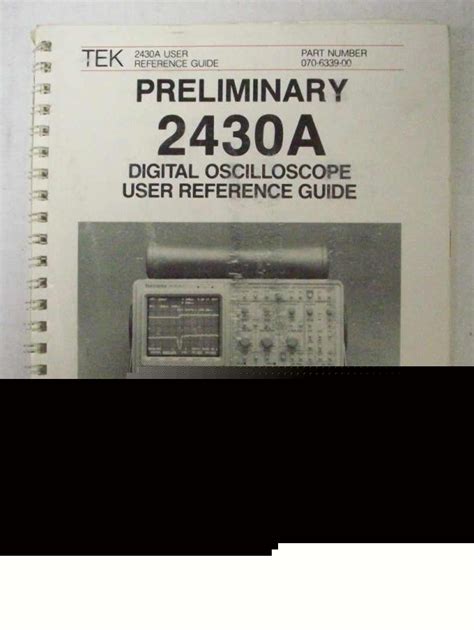 TEK
2430A USER
REFERENCE GUIDE
PART NUMBER
070-6339-00
PRELIMINARY
2430A
DIGITAL OSCILLOSCOPE
USER REFERENCE GUIDE